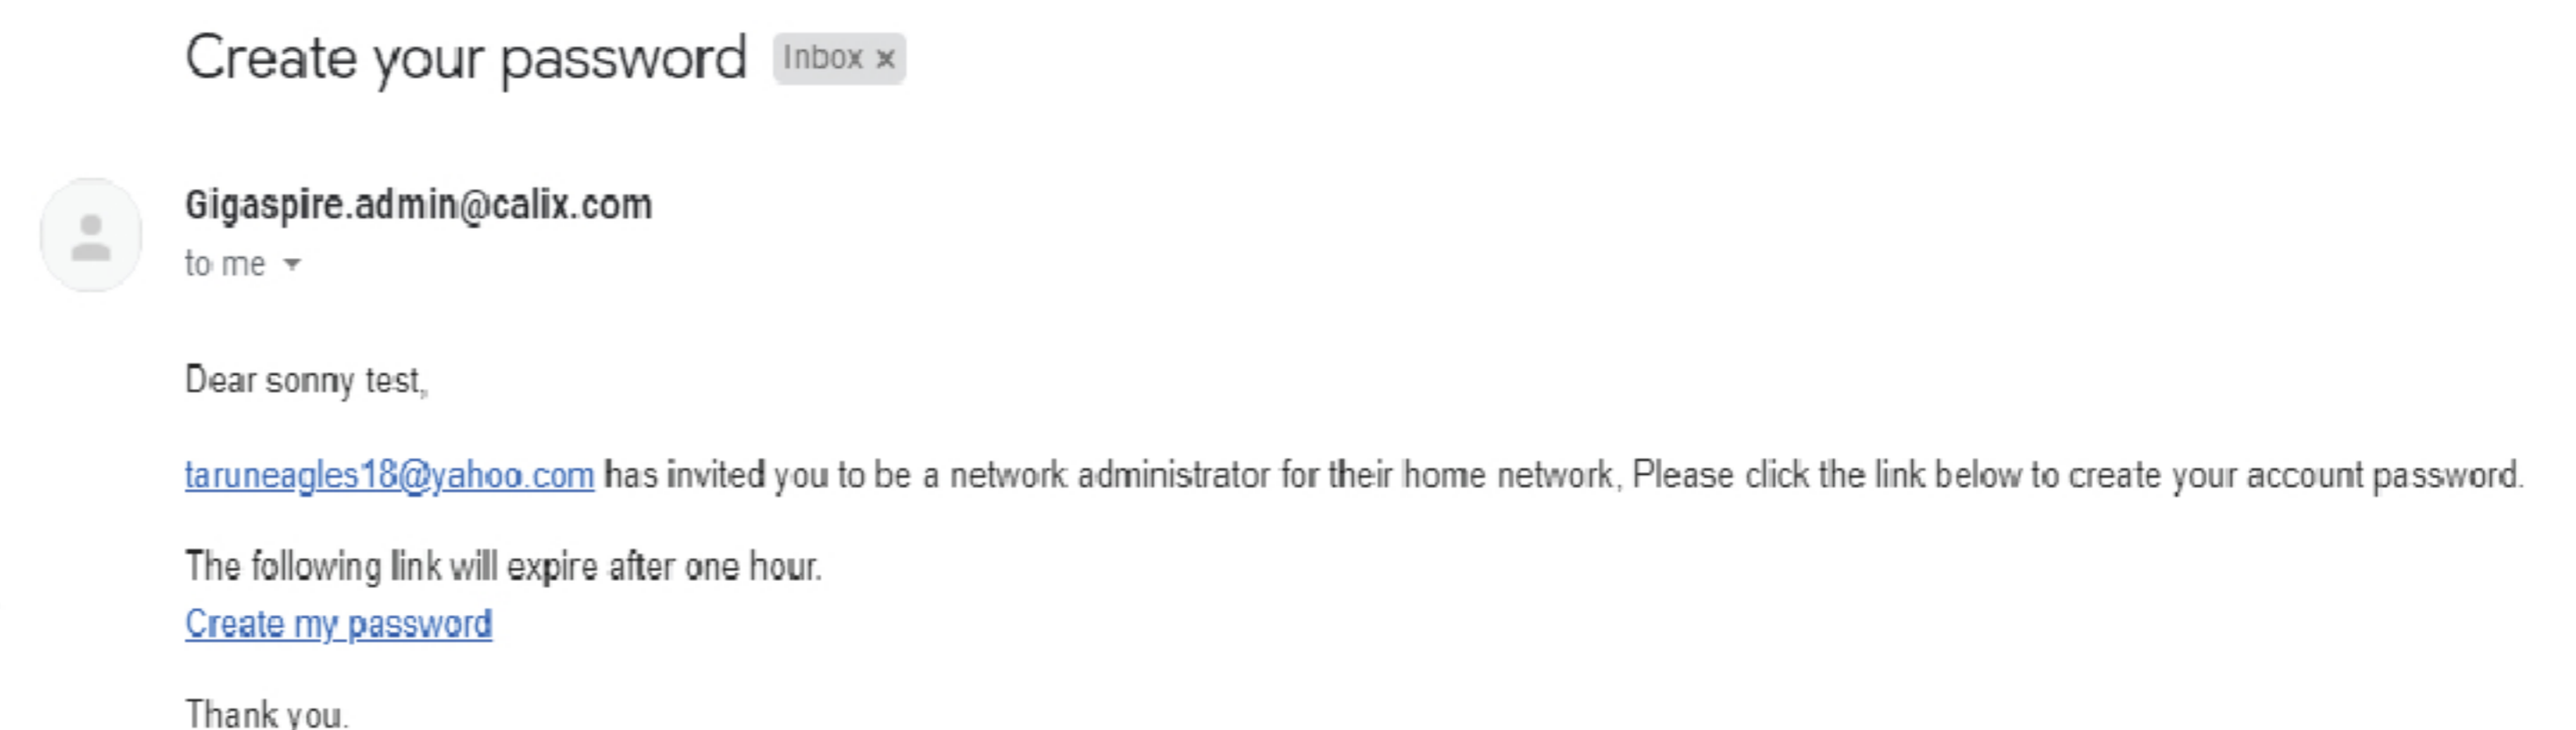 Create your password Inbox x
Gigaspire.admin@calix.com
to me
Dear sonny test,
taruneagles18@yahoo.com has invited you to be a network administrator for their home network, Please click the link below to create your account password.
The following link will expire after one hour.
Create my password
Thank you.